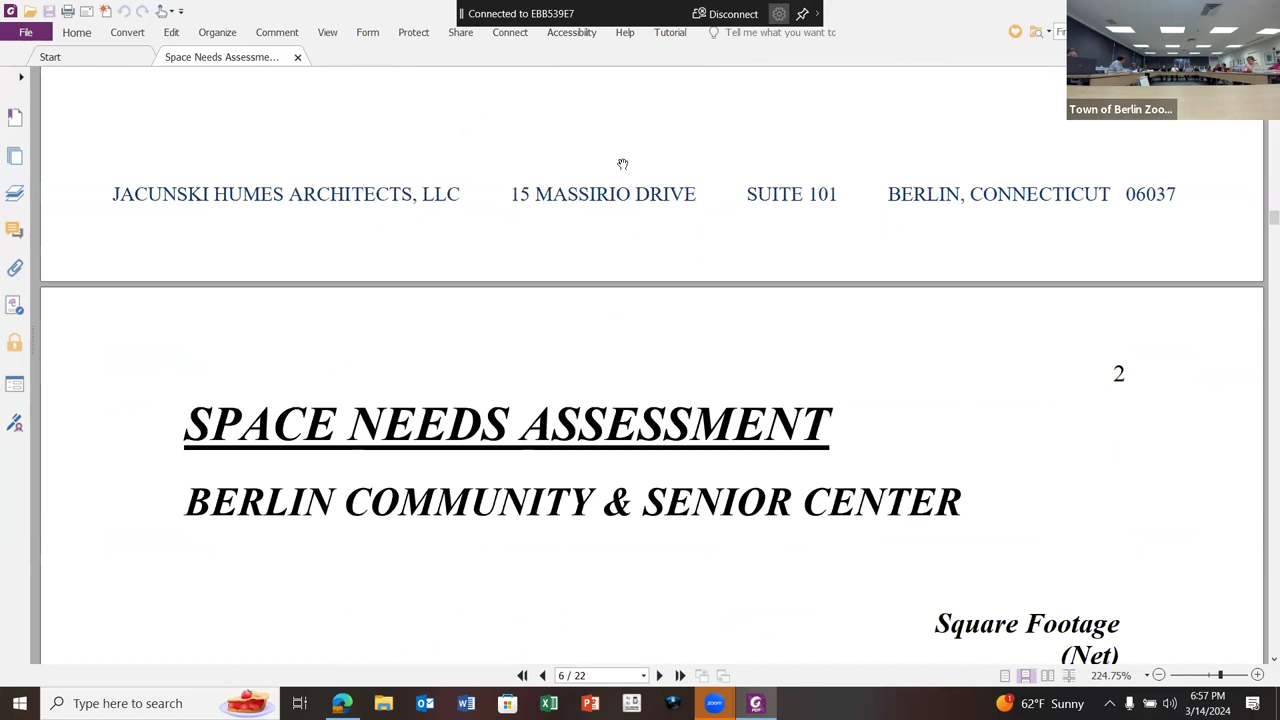 Connected to EBB539E7
Disconnect
File
Home
Convert
Edit
Organize
Comment
View
Form
Protect
Share
Connect
Accessibility
Help
Tutorial
Tell me what you want to
Start
Space Needs Assessme...
Town of Berlin Zoo...
JACUNSKI HUMES ARCHITECTS, LLC 15 MASSIRIO DRIVE SUITE 101 BERLIN, CONNECTICUT 06037
2
SPACE NEEDS ASSESSMENT
BERLIN COMMUNITY & SENIOR CENTER
Square Footage
(Net)
6 / 22
224.75%
Type here to search
zoom
1
62°F Sunny
6:57 PM
3/14/2024